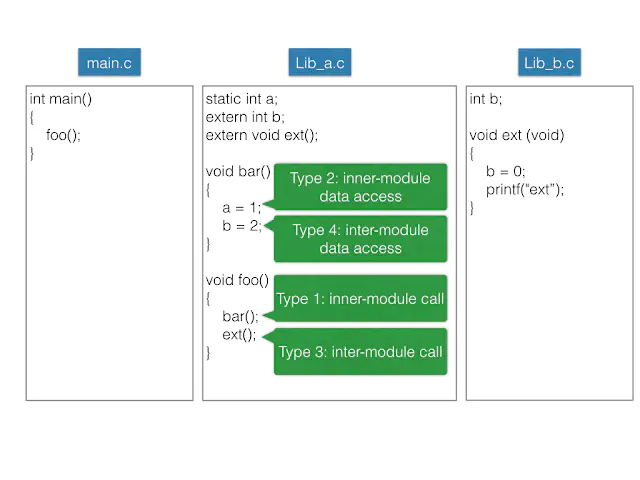 main.c
int main()
{
foo();
}
Lib_a.c
static int a;
extern int b;
extern void ext();
void bar()
{
a = 1;
b = 2;
}
Type 2: inner-module
data access
Type 4: inter-module
data access
void foo()
{
bar();
ext();
}
Type 1: inner-module call
Type 3: inter-module call
Lib_b.c
int b;
void ext (void)
{
b = 0;
printf(“ext”);
}